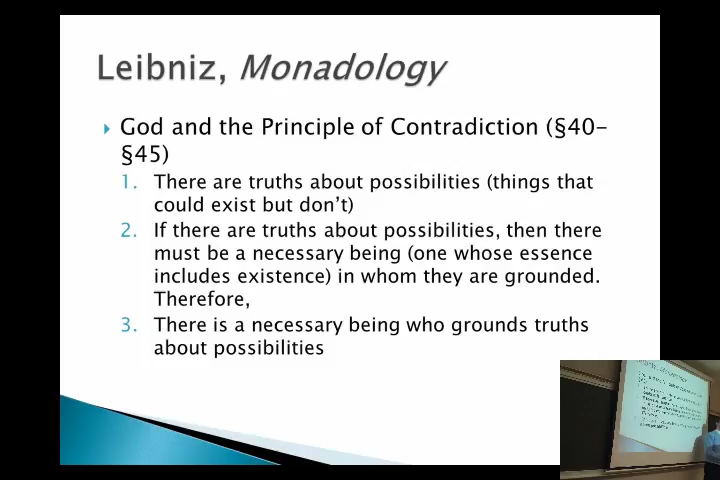 Leibniz, Monadology
God and the Principle of Contradiction (§40-
§45)
1. There are truths about possibilities (things that
could exist but don't)
2. If there are truths about possibilities, then there
must be a necessary being (one whose essence
includes existence) in whom they are grounded.
Therefore,
3. There is a necessary being who grounds truths
about possibilities